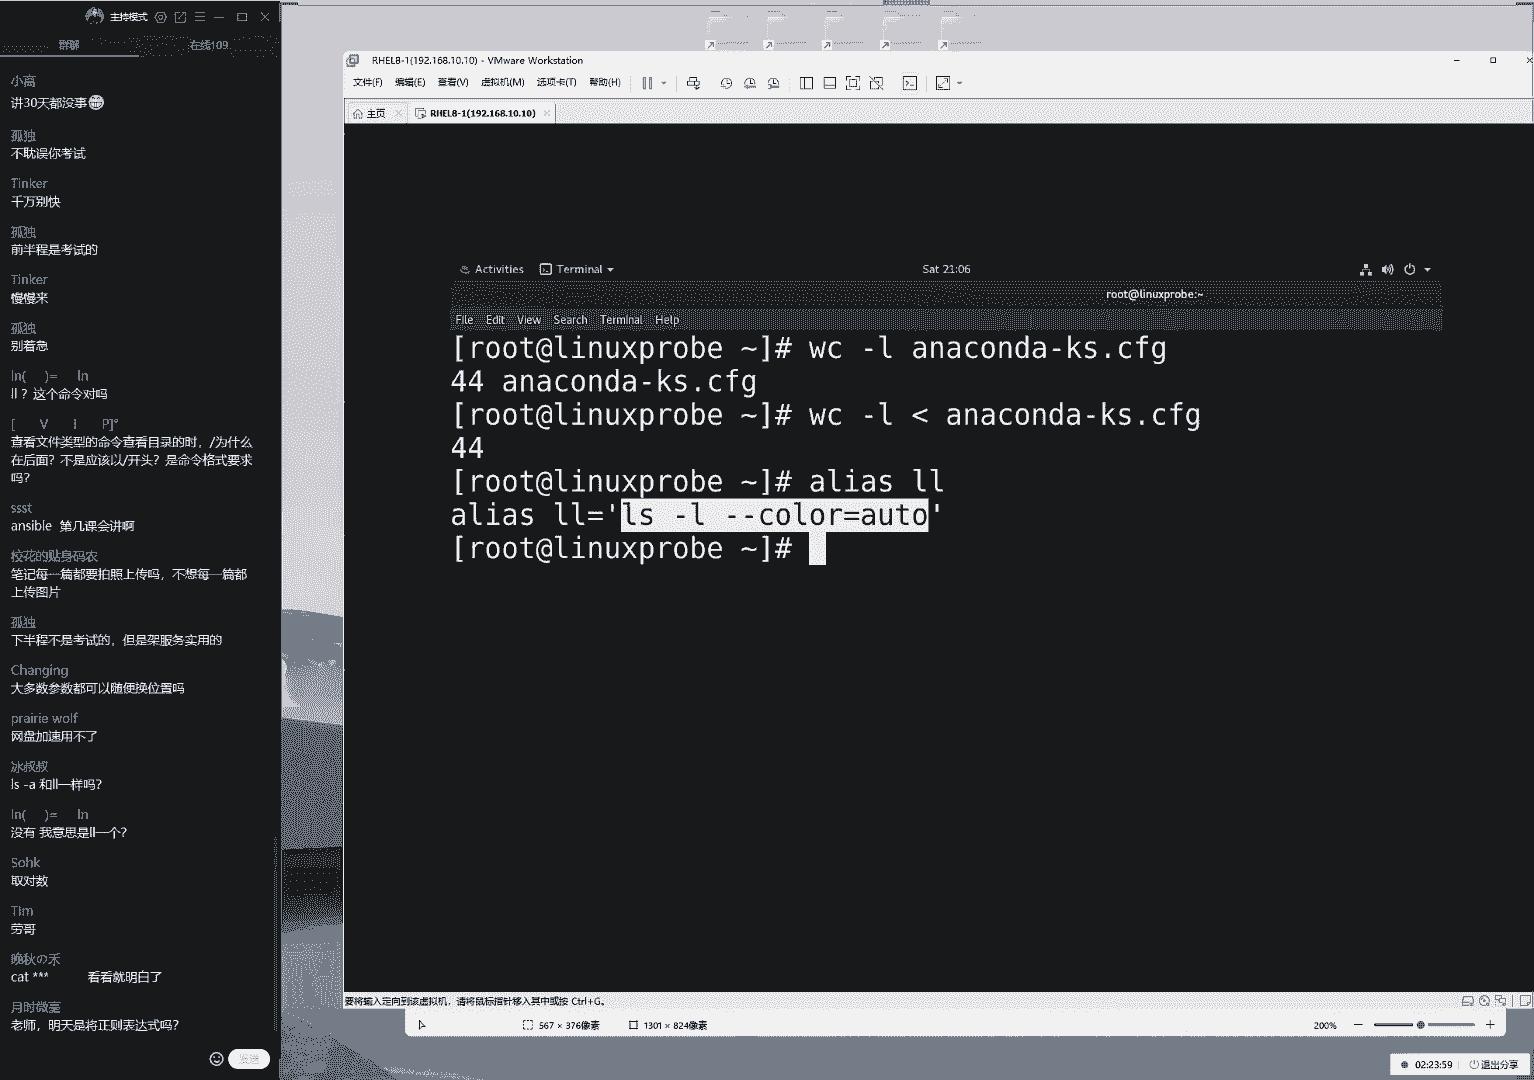 主持模式
群聊
在线109
小高
讲30天都没事
孤独
不耽误你考试
Tinker
千万别快
孤独
前半程是考试的
Tinker
慢慢来
孤独
别着急
ln( )= ln
ll ? 这个命令对吗
[ V I P]°
查看文件类型的命令查看目录的时，/为什么
在后面？不是应该以/开头？是命令格式要求
吗？
ssst
ansible 第几课会讲啊
校花的贴身码农
笔记每一篇都要拍照上传吗，不想每一篇都
上传图片
孤独
下半程不是考试的，但是架服务实用的
Changing
大多数参数都可以随便换位置吗
prairie wolf
网盘加速用不了
冰叔叔
ls -a 和ll一样吗？
ln( )= ln
没有 我意思是ll一个？
Sohk
取对数
Tim
劳哥
晚秋の禾
cat *** 看看就明白了
月时微寞
老师，明天是将正则表达式吗？
发送
RHEL8-1(192.168.10.10) - VMware Workstation
文件(F) 编辑(E) 查看(V) 虚拟机(M) 选项卡(T) 帮助(H)
主页 RHEL8-1(192.168.10.10)
Activities Terminal Sat 21:06
root@linuxprobe:~
File Edit View Search Terminal Help
[root@linuxprobe ~]# wc -l anaconda-ks.cfg
44 anaconda-ks.cfg
[root@linuxprobe ~]# wc -l < anaconda-ks.cfg
44
[root@linuxprobe ~]# alias ll
alias ll='ls -l --color=auto'
[root@linuxprobe ~]#
要将输入定向到该虚拟机，请将鼠标指针移入其中或按 Ctrl+G。
567 × 376像素 1301 × 824像素 200%
02:23:59 退出分享